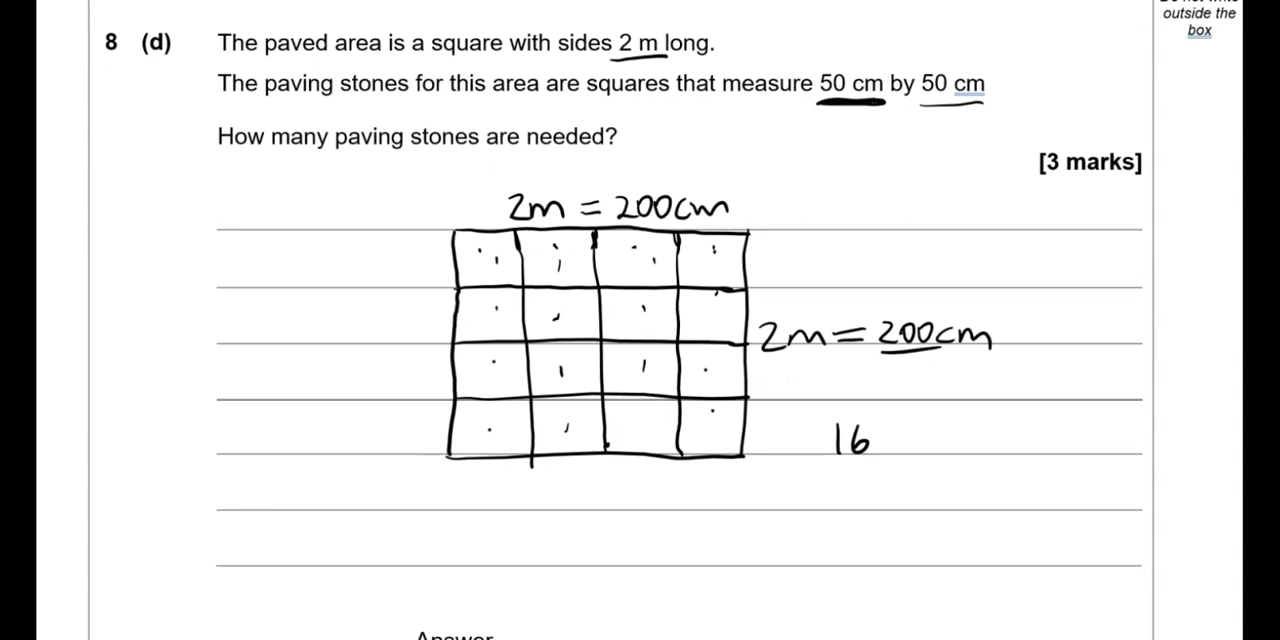 outside the
box
8 (d) The paved area is a square with sides 2 m long.
The paving stones for this area are squares that measure 50 cm by 50 cm
How many paving stones are needed?
[3 marks]
2m = 200cm
2m = 200cm
16
Answer